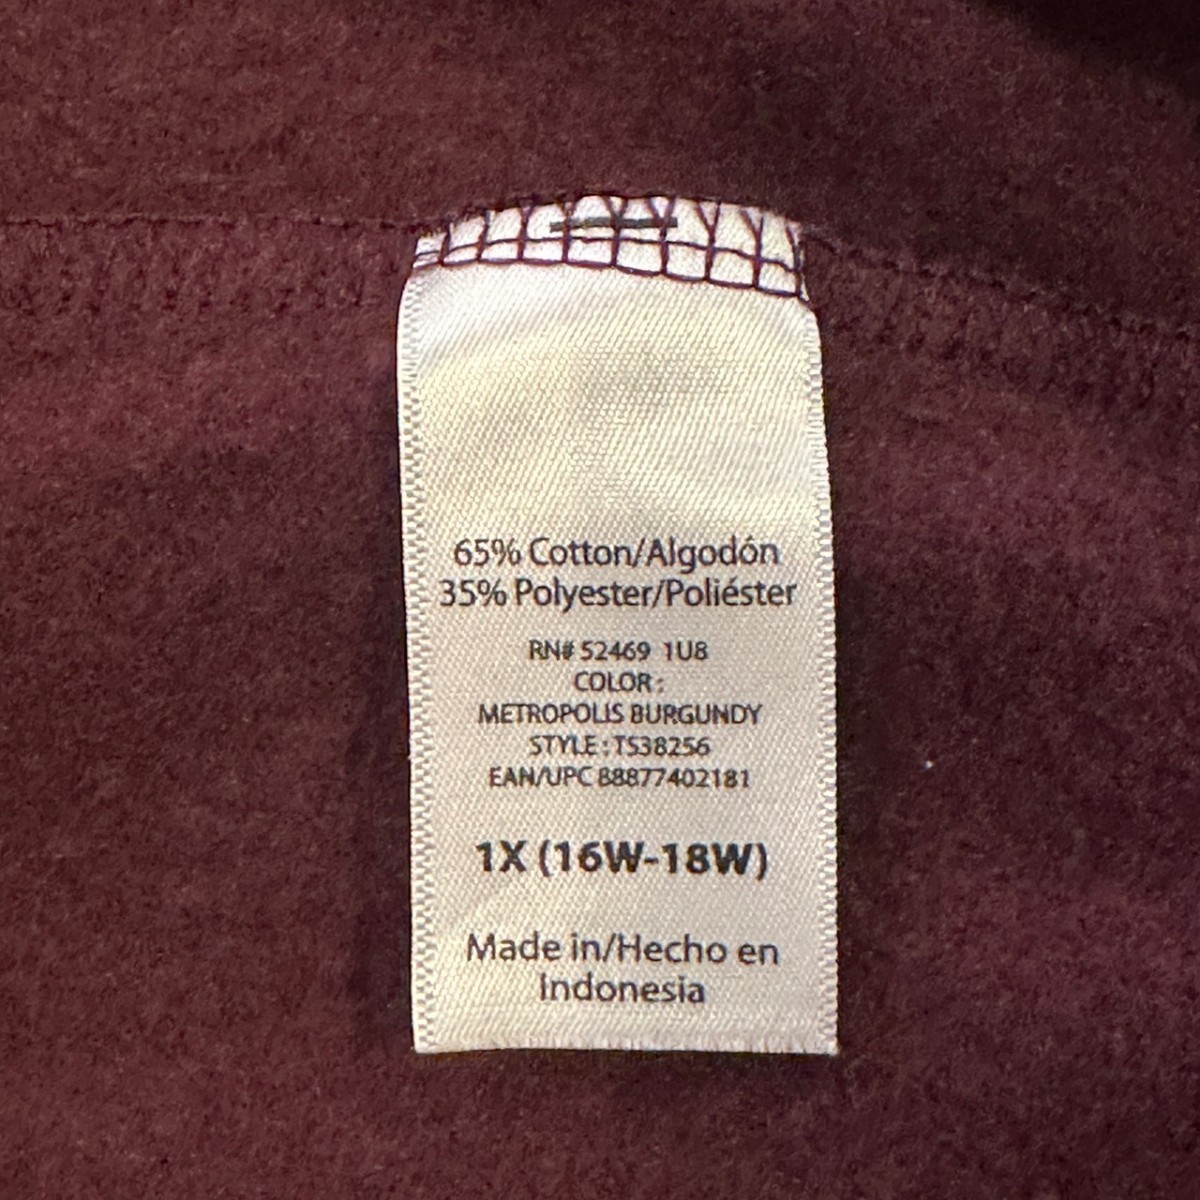 65% Cotton/Algodón
35% Polyester/Poliéster
RN# 52469 1U8
COLOR :
METROPOLIS BURGUNDY
STYLE : TS38256
EAN/UPC 88877402181
1X (16W-18W)
Made in/Hecho en
Indonesia